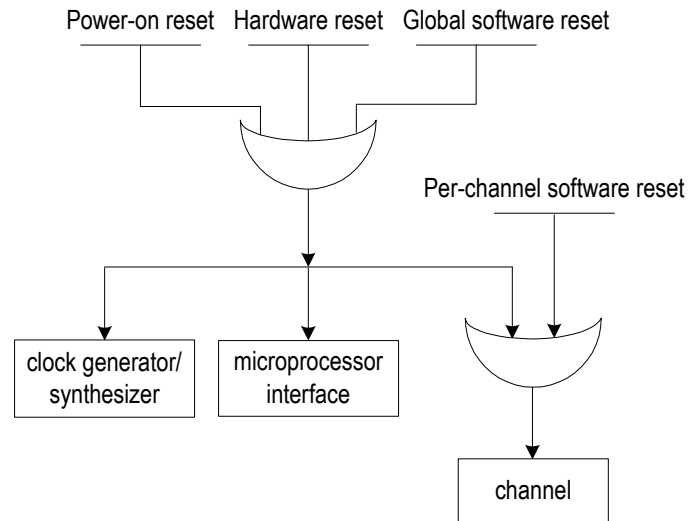 Power-on reset
Hardware reset
Global software reset
Per-channel software reset
clock generator/
synthesizer
microprocessor
interface
channel